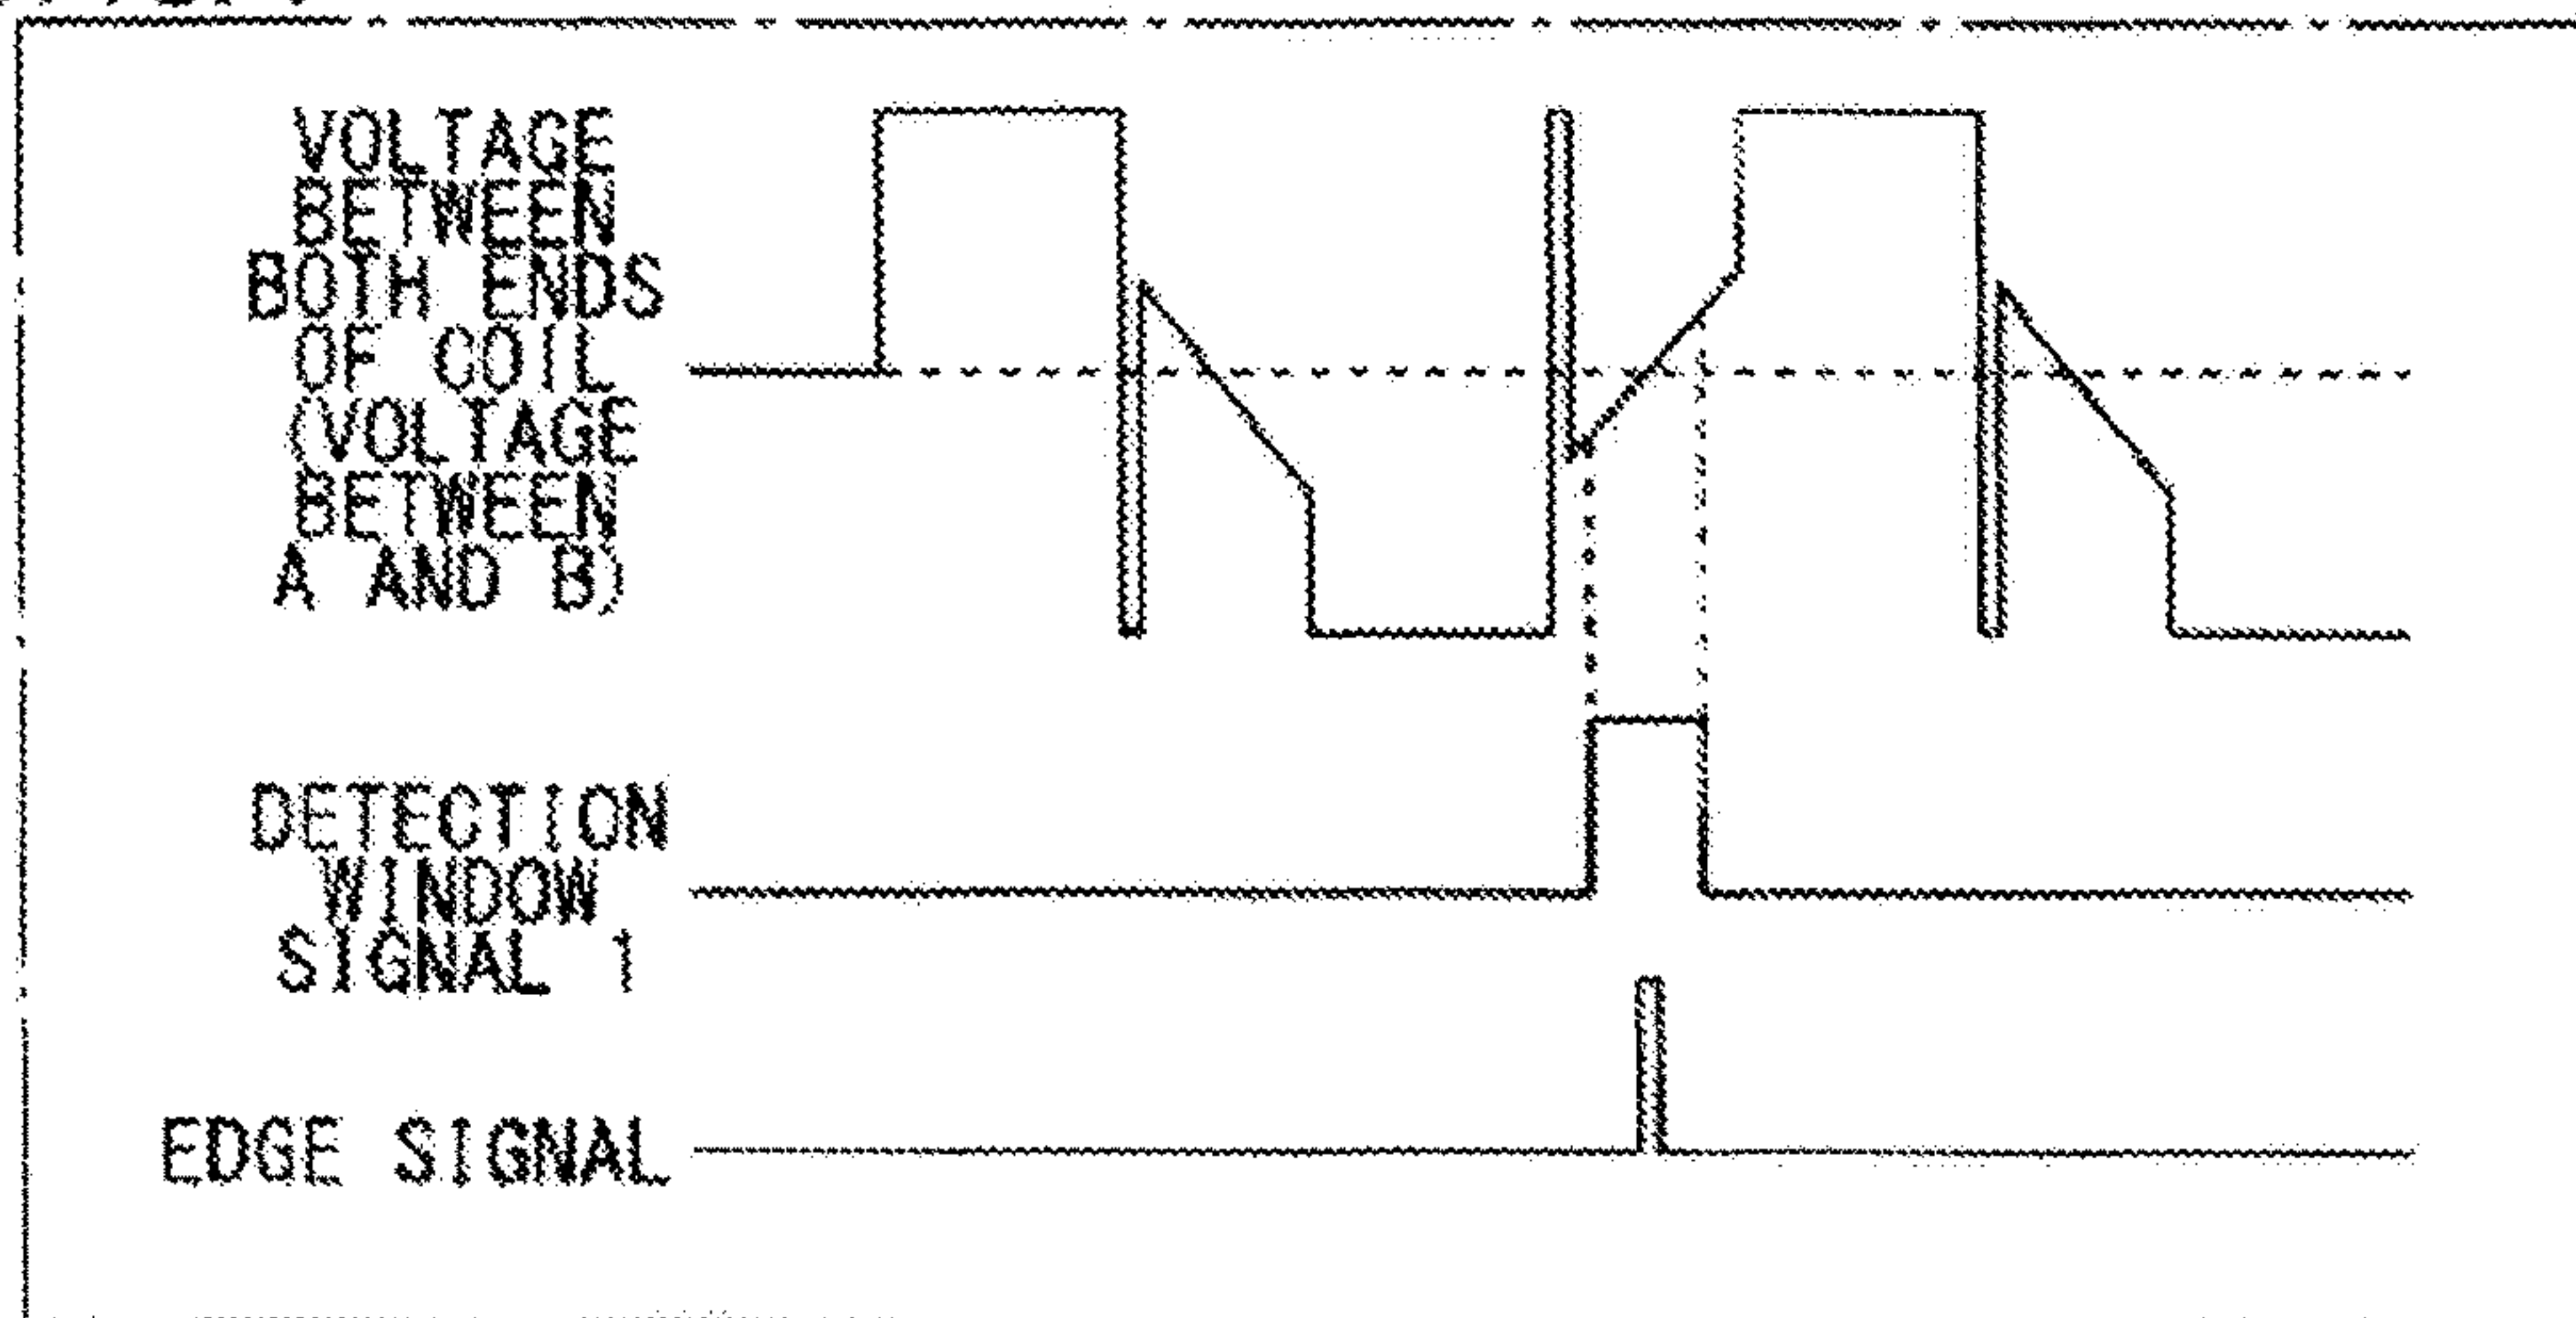 VOLTAGE
BETWEEN
BOTH ENDS
OF COIL
(VOLTAGE
BETWEEN
A AND B)
DETECTION
WINDOW
SIGNAL 1
EDGE SIGNAL